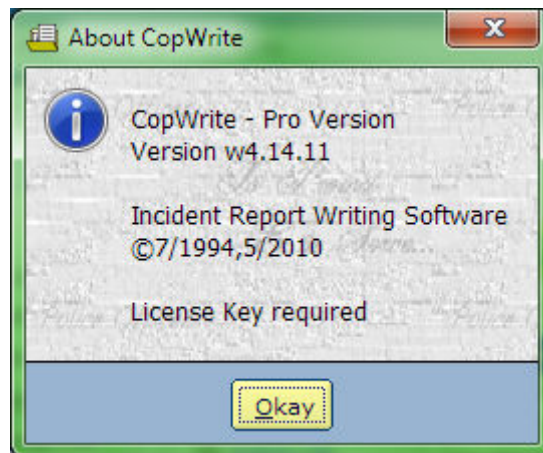 About CopWrite
CopWrite - Pro Version
Version w4.14.11
Incident Report Writing Software
©7/1994,5/2010
License Key required
Okay